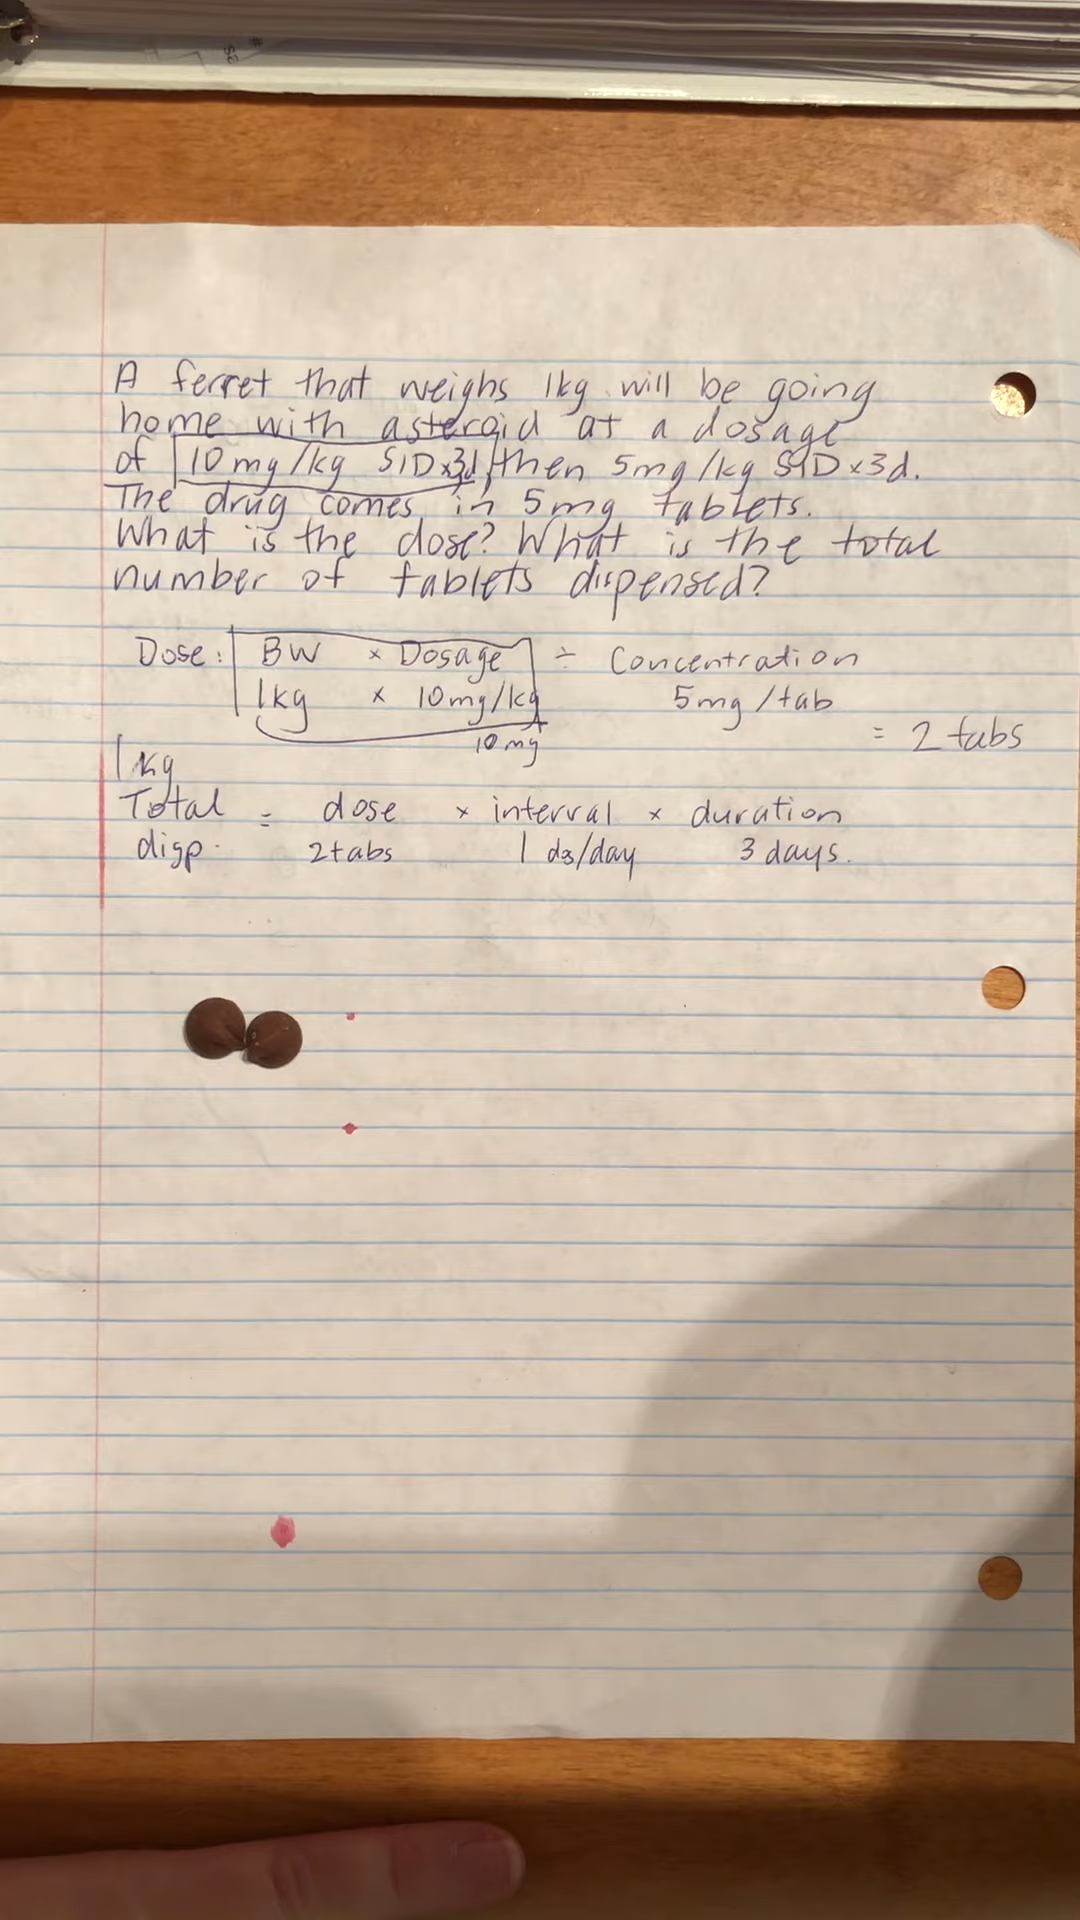 A ferret that weighs 1kg will be going
home with asteroid at a dosage
of 10mg/kg SID x3d, then 5mg/kg SID x3d.
The drug comes in 5mg tablets.
What is the dose? What is the total
number of tablets dispensed?
Dose: BW x Dosage ÷ Concentration
1kg x 10mg/kg 5mg/tab
10mg = 2 tabs
1kg
Total = dose x interval x duration
disp. 2tabs 1 ds/day 3 days.